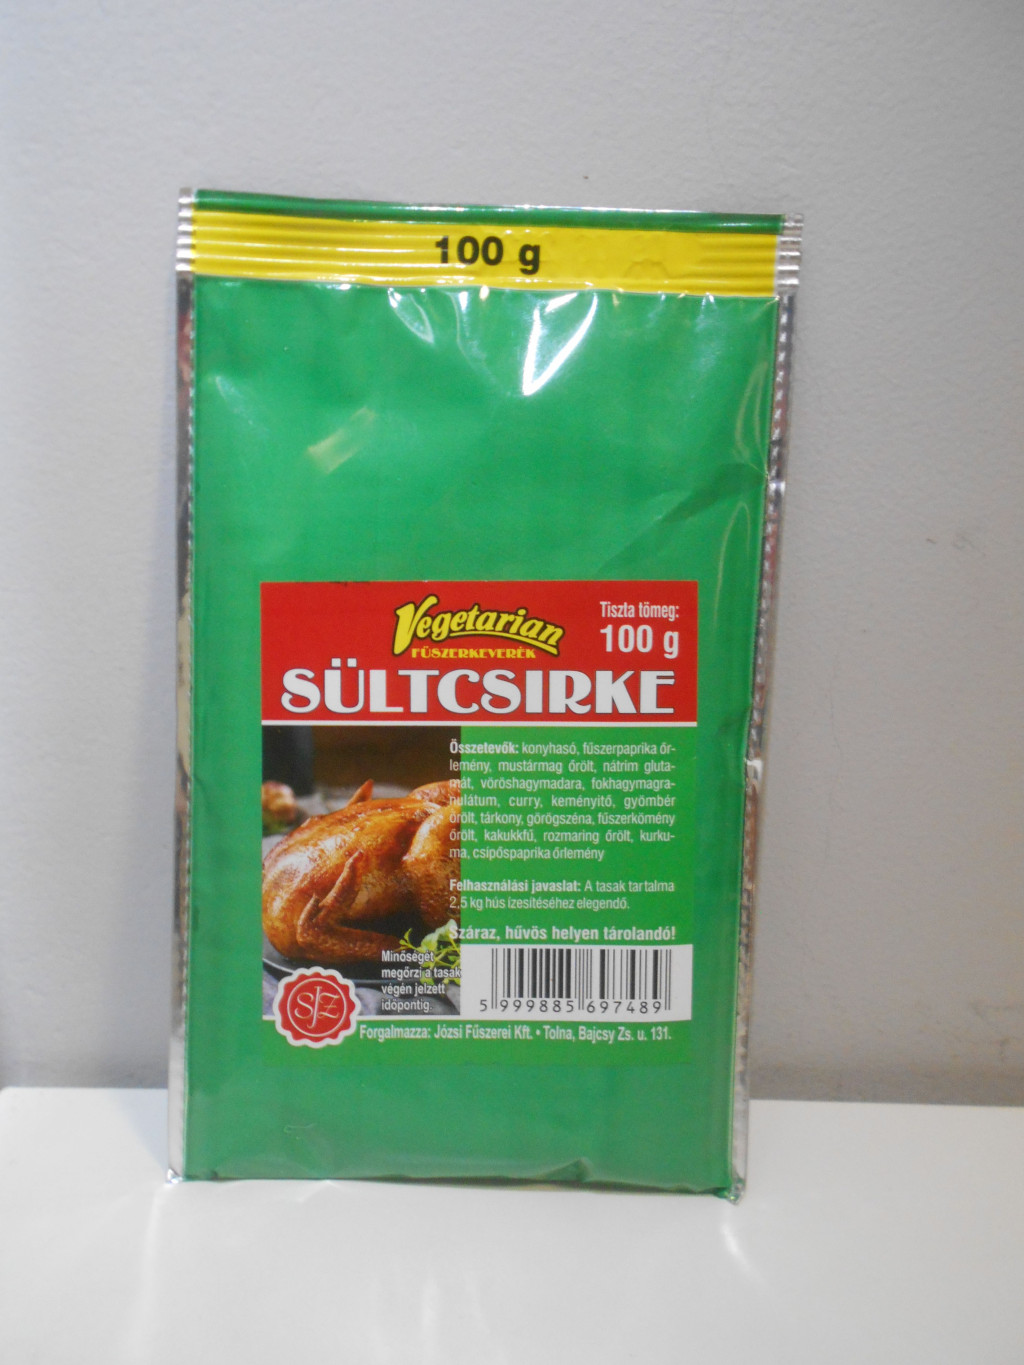 100 g
Vegetarian
FŰSZERKEVERÉK
Tiszta tömeg:
100 g
SÜLTCSIRKE
Összetevők: konyhasó, fűszerpaprika őr-
lemény, mustármag őrölt, nátrim gluta-
mát, vöröshagymadara, fokhagymagra-
nulátum, curry, keményitő, gyömbér
őrölt, tárkony, görögszéna, fűszerkömény
őrölt, kakukkfű, rozmaring őrölt, kurku-
ma, csipőspaprika őrlemény
Felhasználási javaslat: A tasak tartalma
2,5 kg hús izesítéséhez elegendő.
Száraz, hűvös helyen tárolandó!
Minőségét
megőrzi a tasak
végén jelzett
időpontig.
5 999885 697489
SJZ
Forgalmazza: Józsi Fűszerei Kft. • Tolna, Bajcsy Zs. u. 131.